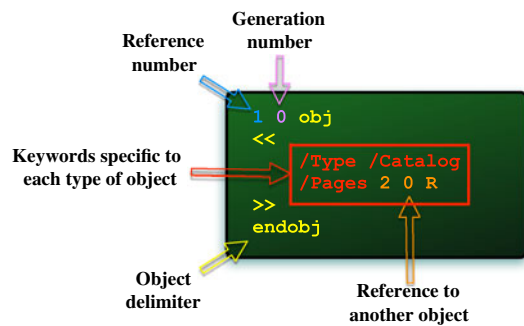 Generation
number
Reference
number
1 0 obj
<<
Keywords specific to
each type of object
/Type /Catalog
/Pages 2 0 R
>>
endobj
Object
delimiter
Reference to
another object